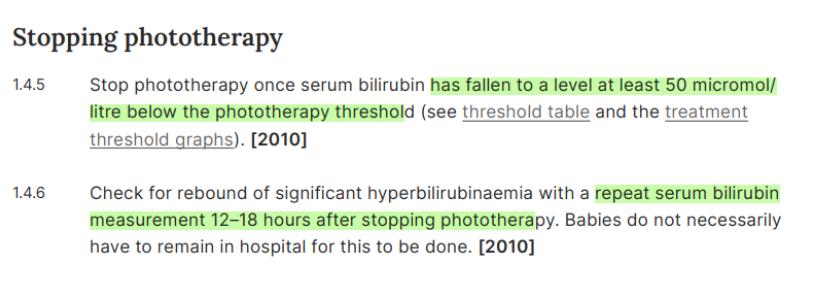 Stopping phototherapy
1.4.5 Stop phototherapy once serum bilirubin has fallen to a level at least 50 micromol/
litre below the phototherapy threshold (see threshold table and the treatment
threshold graphs). [2010]
1.4.6 Check for rebound of significant hyperbilirubinaemia with a repeat serum bilirubin
measurement 12–18 hours after stopping phototherapy. Babies do not necessarily
have to remain in hospital for this to be done. [2010]